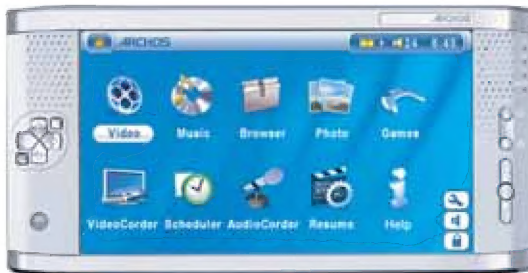 ARCHOS
ARCHOS
Video Music Browser Photo Games
VideoCorder Scheduler AudioCorder Resume Help